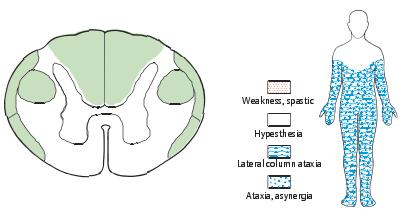 Weakness, spastic
Hypesthesia
Lateral column ataxia
Ataxia, asynergia